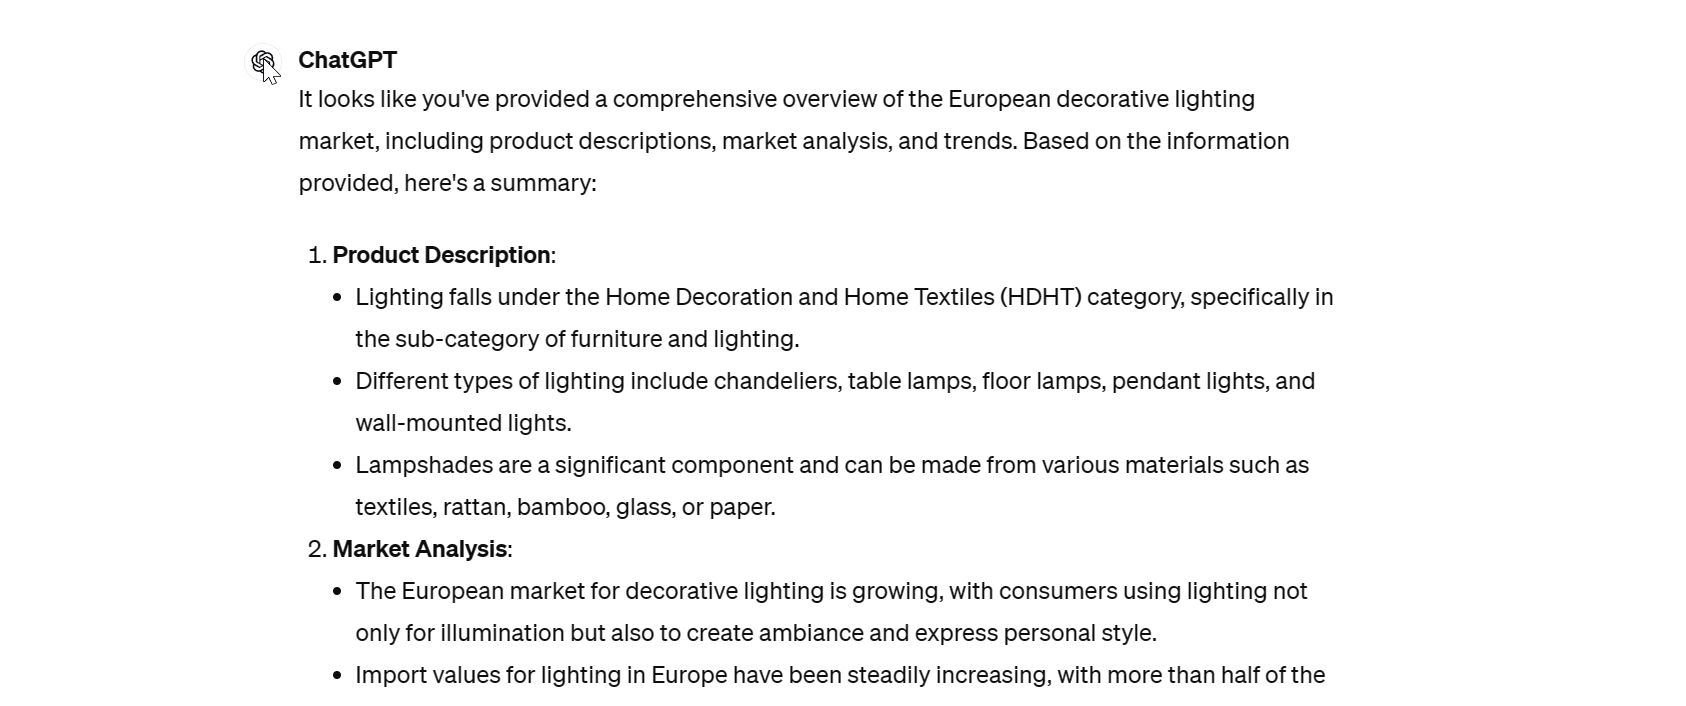 ChatGPT
It looks like you've provided a comprehensive overview of the European decorative lighting
market, including product descriptions, market analysis, and trends. Based on the information
provided, here's a summary:
1. Product Description:
• Lighting falls under the Home Decoration and Home Textiles (HDHT) category, specifically in
the sub-category of furniture and lighting.
• Different types of lighting include chandeliers, table lamps, floor lamps, pendant lights, and
wall-mounted lights.
• Lampshades are a significant component and can be made from various materials such as
textiles, rattan, bamboo, glass, or paper.
2. Market Analysis:
• The European market for decorative lighting is growing, with consumers using lighting not
only for illumination but also to create ambiance and express personal style.
• Import values for lighting in Europe have been steadily increasing, with more than half of the